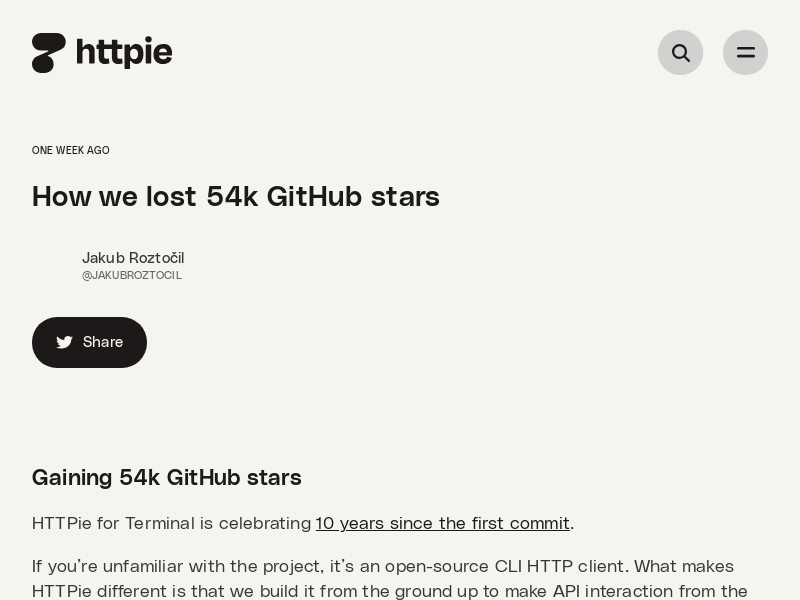 httpie
ONE WEEK AGO
How we lost 54k GitHub stars
Jakub Roztočil
@JAKUBROZTOCIL
Share
Gaining 54k GitHub stars
HTTPie for Terminal is celebrating 10 years since the first commit.
If you’re unfamiliar with the project, it’s an open-source CLI HTTP client. What makes
HTTPie different is that we build it from the ground up to make API interaction from the